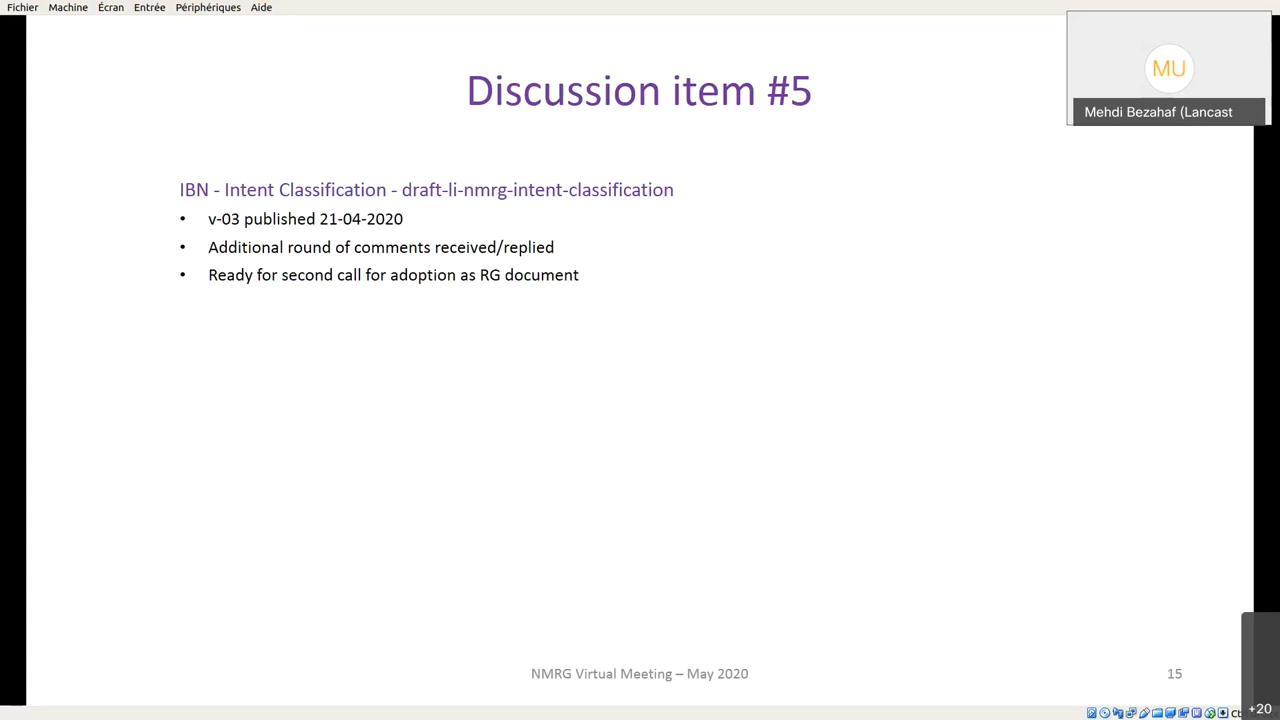 Fichier Machine Écran Entrée Périphériques Aide
MU
Mehdi Bezahaf (Lancast
Discussion item #5
IBN - Intent Classification - draft-li-nmrg-intent-classification
• v-03 published 21-04-2020
• Additional round of comments received/replied
• Ready for second call for adoption as RG document
NMRG Virtual Meeting – May 2020
15
+20